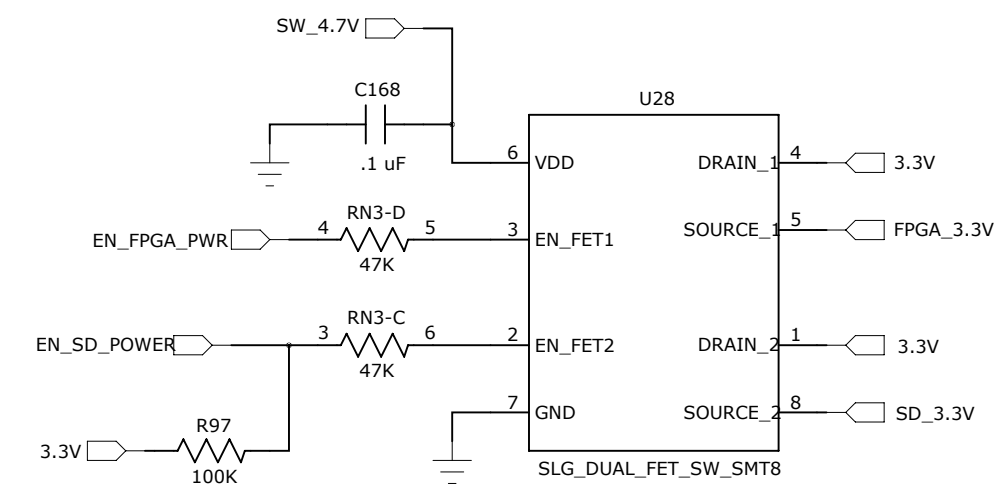 SW_4.7V
C168
.1 uF
U28
6 VDD
DRAIN_1 4 3.3V
RN3-D
EN_FPGA_PWR 4 5 3 EN_FET1
47K
SOURCE_1 5 FPGA_3.3V
RN3-C
EN_SD_POWER 3 6 2 EN_FET2
47K
DRAIN_2 1 3.3V
7 GND
SOURCE_2 8 SD_3.3V
R97
3.3V
100K
SLG_DUAL_FET_SW_SMT8